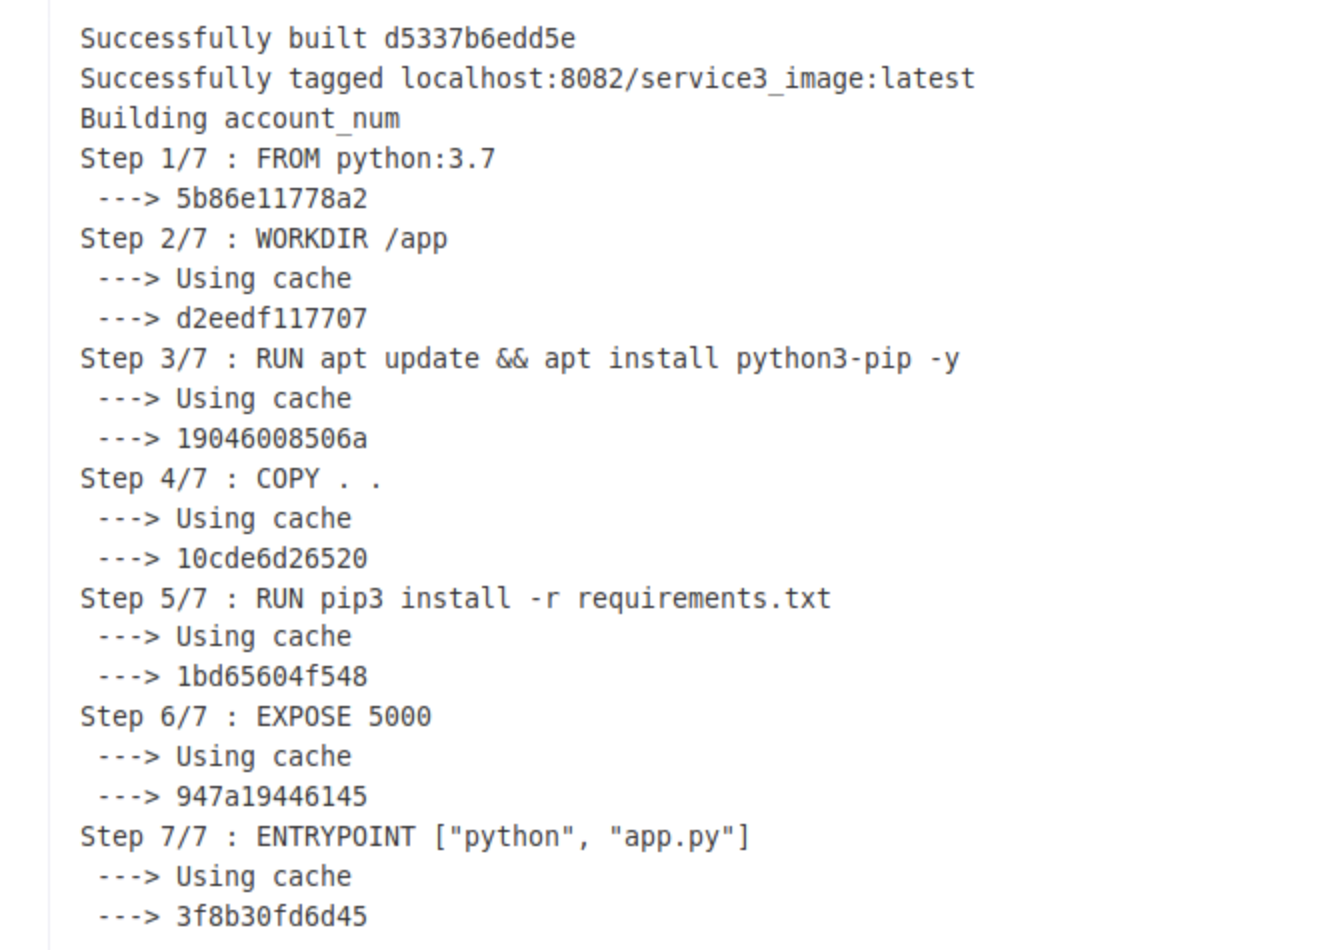 Successfully built d5337b6edd5e
Successfully tagged localhost:8082/service3_image:latest
Building account_num
Step 1/7 : FROM python:3.7
 ---> 5b86e11778a2
Step 2/7 : WORKDIR /app
 ---> Using cache
 ---> d2eedf117707
Step 3/7 : RUN apt update && apt install python3-pip -y
 ---> Using cache
 ---> 19046008506a
Step 4/7 : COPY . .
 ---> Using cache
 ---> 10cde6d26520
Step 5/7 : RUN pip3 install -r requirements.txt
 ---> Using cache
 ---> 1bd65604f548
Step 6/7 : EXPOSE 5000
 ---> Using cache
 ---> 947a19446145
Step 7/7 : ENTRYPOINT ["python", "app.py"]
 ---> Using cache
 ---> 3f8b30fd6d45